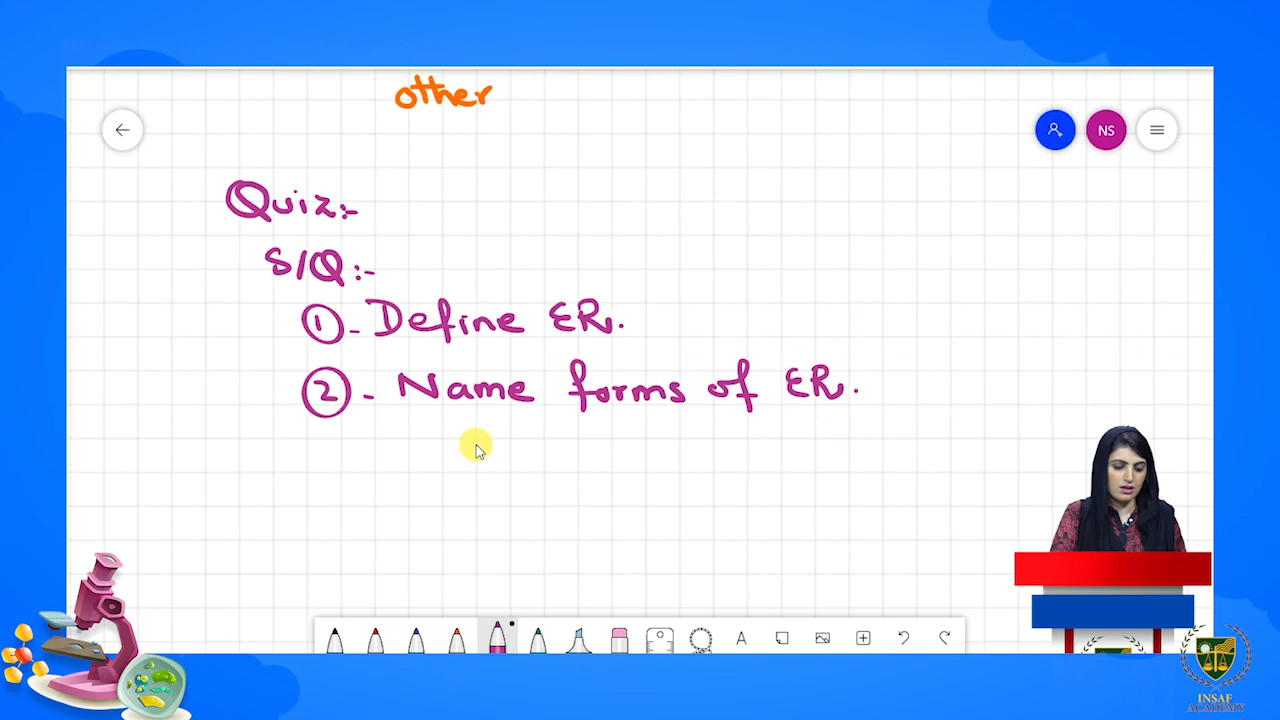 other
NS
Quiz:-
S/Q:-
①- Define ER.
②- Name forms of ER.
A
INSAF
ACADEMY